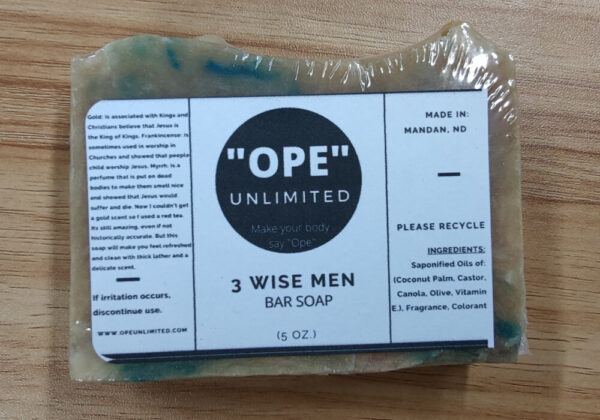 Gold: is associated with Kings and
Christians believe that Jesus is
the King of Kings. Frankincense: is
sometimes used in worship in
Churches and showed that people
child worship Jesus. Myrrh: is a
perfume that is put on dead
bodies to make them smell nice
and showed that Jesus would
suffer and die. Now I couldn't get
a gold scent so I used a red tea.
Its still amazing, even if not
historically accurate. But this
soap will make you feel refreshed
and clean with thick lather and a
delicate scent.
If irritation occurs,
discontinue use.
WWW.OPEUNLIMITED.COM
"OPE"
UNLIMITED
Make your body
say "Ope."
3 WISE MEN
BAR SOAP
(5 OZ.)
MADE IN:
MANDAN, ND
PLEASE RECYCLE
INGREDIENTS:
Saponified Oils of:
(Coconut Palm, Castor,
Canola, Olive, Vitamin
E.), Fragrance, Colorant